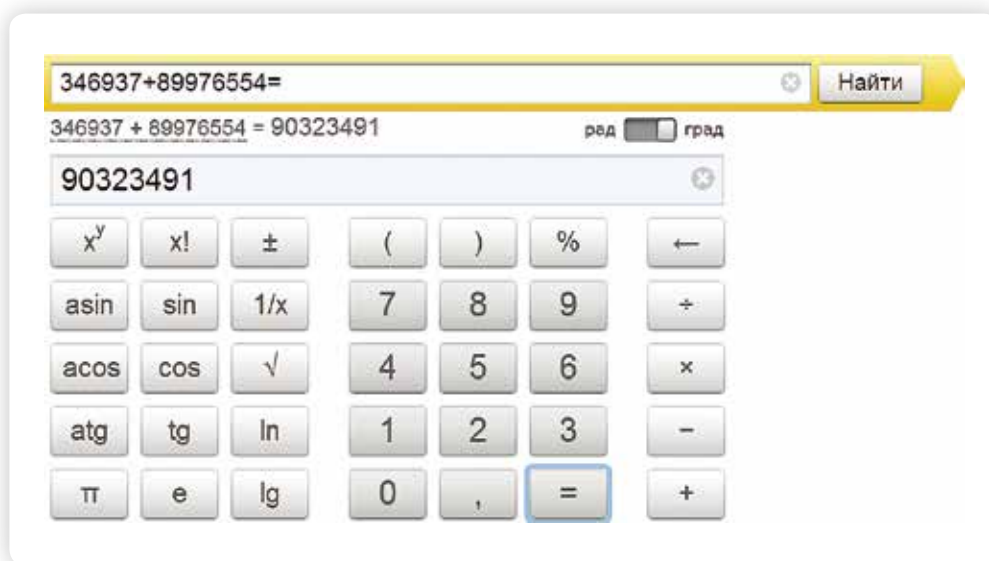 346937+89976554= Найти
346937 + 89976554 = 90323491 рад град
90323491
xʸ x! ± ( ) % ←
asin sin 1/x 7 8 9 ÷
acos cos √ 4 5 6 ×
atg tg ln 1 2 3 −
π e lg 0 , = +